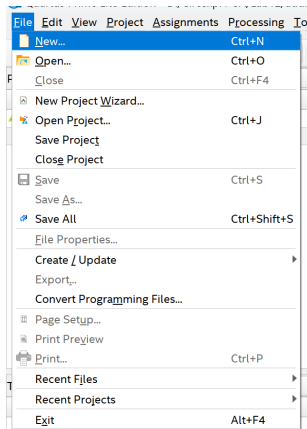 File Edit View Project Assignments Processing To
New... Ctrl+N
Open... Ctrl+O
Close Ctrl+F4
New Project Wizard...
Open Project... Ctrl+J
Save Project
Close Project
Save Ctrl+S
Save As...
Save All Ctrl+Shift+S
File Properties...
Create / Update
Export...
Convert Programming Files...
Page Setup...
Print Preview
Print... Ctrl+P
Recent Files
Recent Projects
Exit Alt+F4